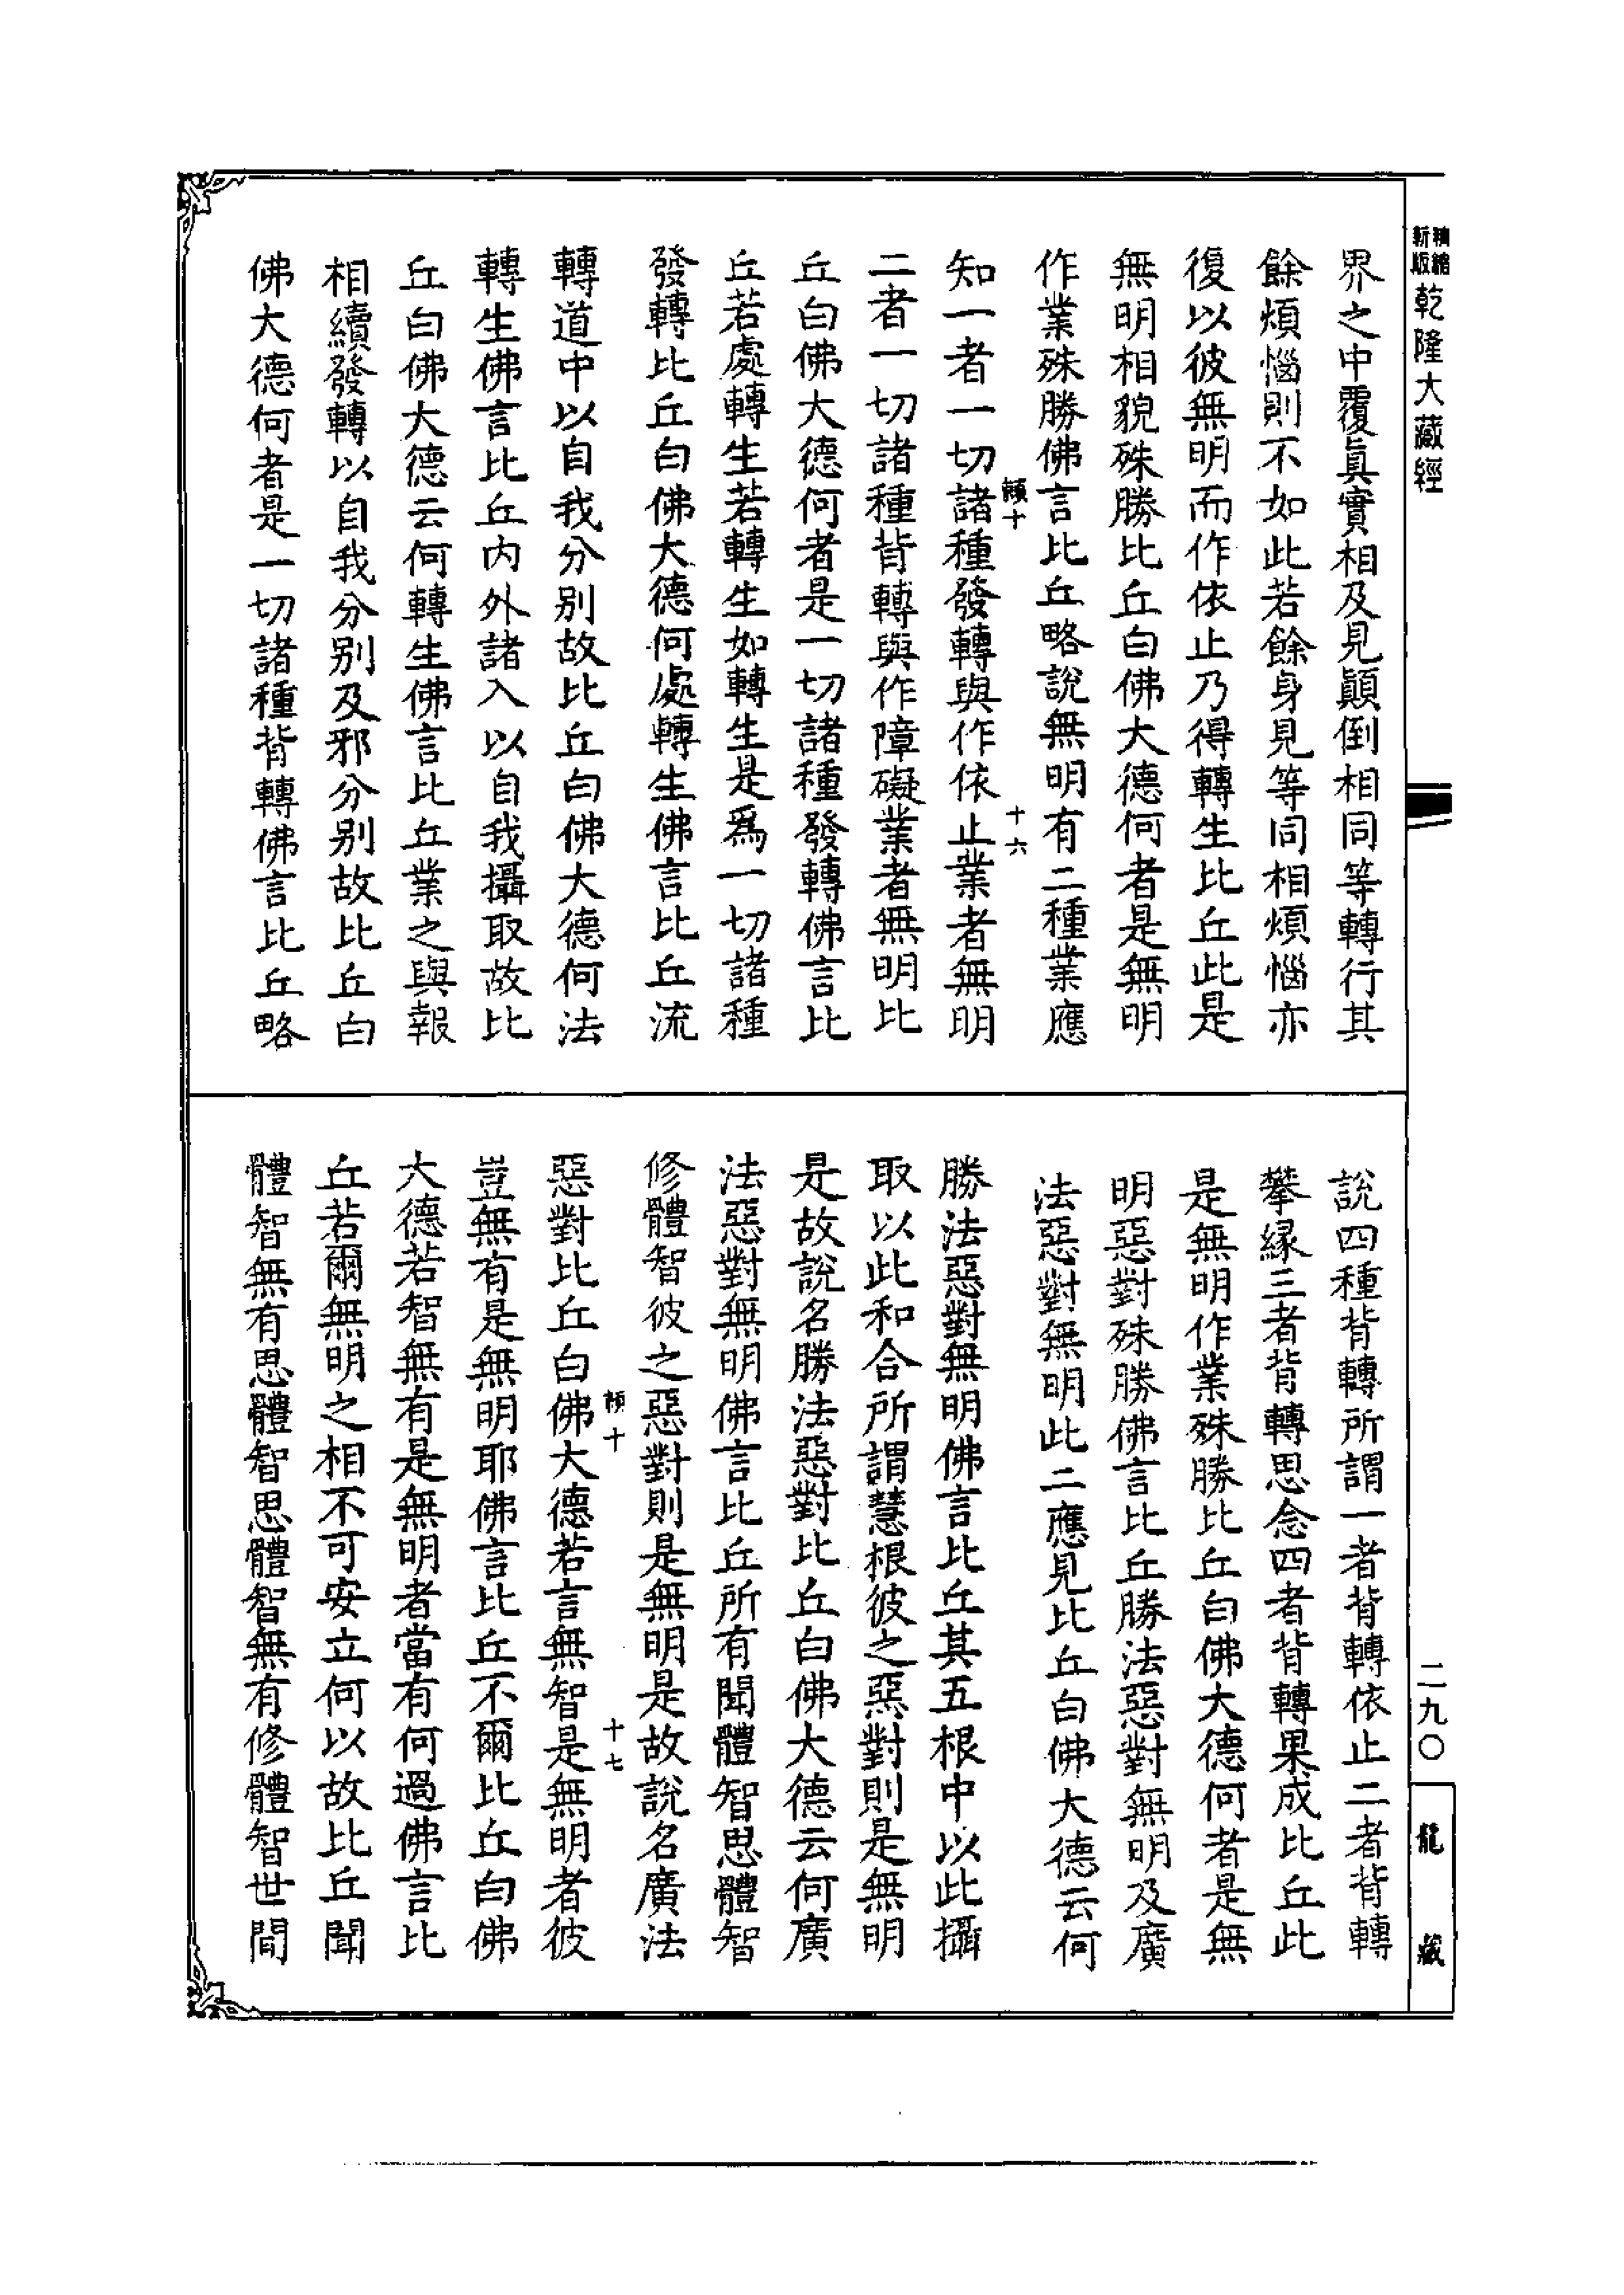 精縮
新版
乾隆大藏經
界之中覆眞實相及見顚倒相同等轉行其
餘煩惱則不如此若餘身見等同相煩惱亦
復以彼無明而作依止乃得轉生比丘此是
無明相貌殊勝比丘白佛大德何者是無明
作業殊勝佛言比丘略說無明有二種業應
知一者一切諸種發轉與作依止業者無明
二者一切諸種背轉與作障礙業者無明比
丘白佛大德何者是一切諸種發轉佛言比
丘若處轉生若轉生如轉生是爲一切諸種
發轉比丘白佛大德何處轉生佛言比丘流
轉道中以自我分別故比丘白佛大德何法
轉生佛言比丘內外諸入以自我攝取故比
丘白佛大德云何轉生佛言比丘業之與報
相續發轉以自我分別及邪分別故比丘白
佛大德何者是一切諸種背轉佛言比丘略
十六
說四種背轉所謂一者背轉依止二者背轉
攀緣三者背轉思念四者背轉果成比丘此
是無明作業殊勝比丘白佛大德何者是無
明惡對殊勝佛言比丘勝法惡對無明及廣
法惡對無明此二應見比丘白佛大德云何
勝法惡對無明佛言比丘其五根中以此攝
取以此和合所謂慧根彼之惡對則是無明
是故說名勝法惡對比丘白佛大德云何廣
法惡對無明佛言比丘所有聞體智思體智
修體智彼之惡對則是無明是故說名廣法
惡對比丘白佛大德若言無智是無明者彼
豈無有是無明耶佛言比丘不爾比丘白佛
大德若智無有是無明者當有何過佛言比
丘若爾無明之相不可安立何以故比丘聞
體智無有思體智思體智無有修體智世間
十七
二九〇
龍藏